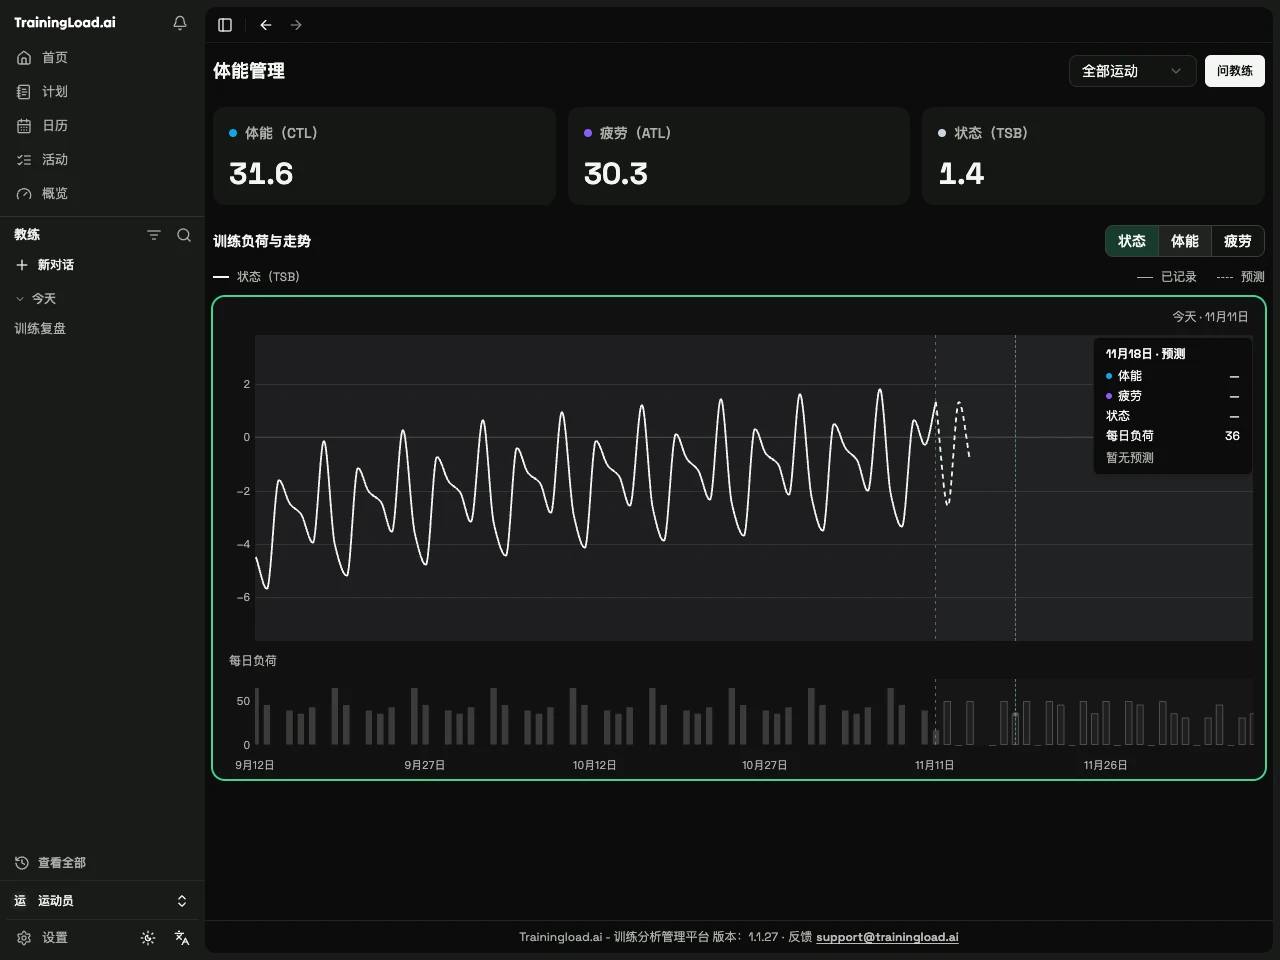 TrainingLoad.ai
首页
计划
日历
活动
概览
教练
新对话
今天
训练复盘
查看全部
运 运动员
设置
体能管理
全部运动
问教练
体能（CTL）
31.6
疲劳（ATL）
30.3
状态（TSB）
1.4
训练负荷与走势
状态 体能 疲劳
状态（TSB）
已记录 预测
今天 · 11月11日
11月18日 · 预测
体能 —
疲劳 —
状态 —
每日负荷 36
暂无预测
2
0
−2
−4
−6
每日负荷
50
0
9月12日 9月27日 10月12日 10月27日 11月11日 11月26日
Trainingload.ai - 训练分析管理平台 版本：1.1.27 · 反馈 support@trainingload.ai